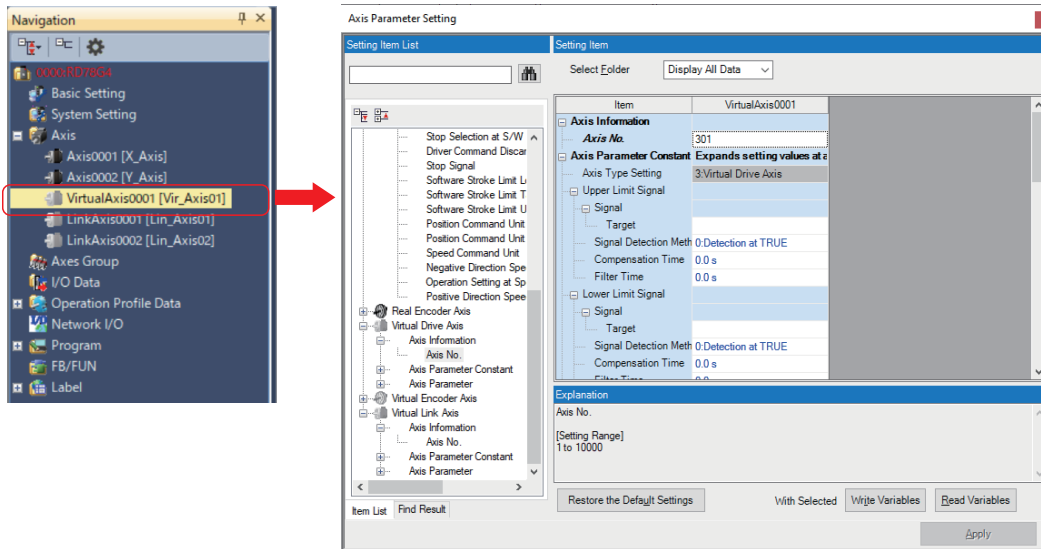 Navigation
0000:RD78G4
Basic Setting
System Setting
Axis
Axis0001 [X_Axis]
Axis0002 [Y_Axis]
VirtualAxis0001 [Vir_Axis01]
LinkAxis0001 [Lin_Axis01]
LinkAxis0002 [Lin_Axis02]
Axes Group
I/O Data
Operation Profile Data
Network I/O
Program
FB/FUN
Label
Axis Parameter Setting
Setting Item List
Stop Selection at S/W
Driver Command Discar
Stop Signal
Software Stroke Limit L
Software Stroke Limit T
Software Stroke Limit U
Position Command Unit
Position Command Unit
Speed Command Unit
Negative Direction Spe
Operation Setting at Sp
Positive Direction Spee
Real Encoder Axis
Virtual Drive Axis
Axis Information
Axis No.
Axis Parameter Constant
Axis Parameter
Virtual Encoder Axis
Virtual Link Axis
Axis Information
Axis No.
Axis Parameter Constant
Axis Parameter
Item List Find Result
Setting Item
Select Folder Display All Data
Item VirtualAxis0001
Axis Information
Axis No. 301
Axis Parameter Constant Expands setting values at a
Axis Type Setting 3:Virtual Drive Axis
Upper Limit Signal
Signal
Target
Signal Detection Meth 0:Detection at TRUE
Compensation Time 0.0 s
Filter Time 0.0 s
Lower Limit Signal
Signal
Target
Signal Detection Meth 0:Detection at TRUE
Compensation Time 0.0 s
Filter Time 0.0
Explanation
Axis No.
[Setting Range]
1 to 10000
Restore the Default Settings With Selected Write Variables Read Variables
Apply